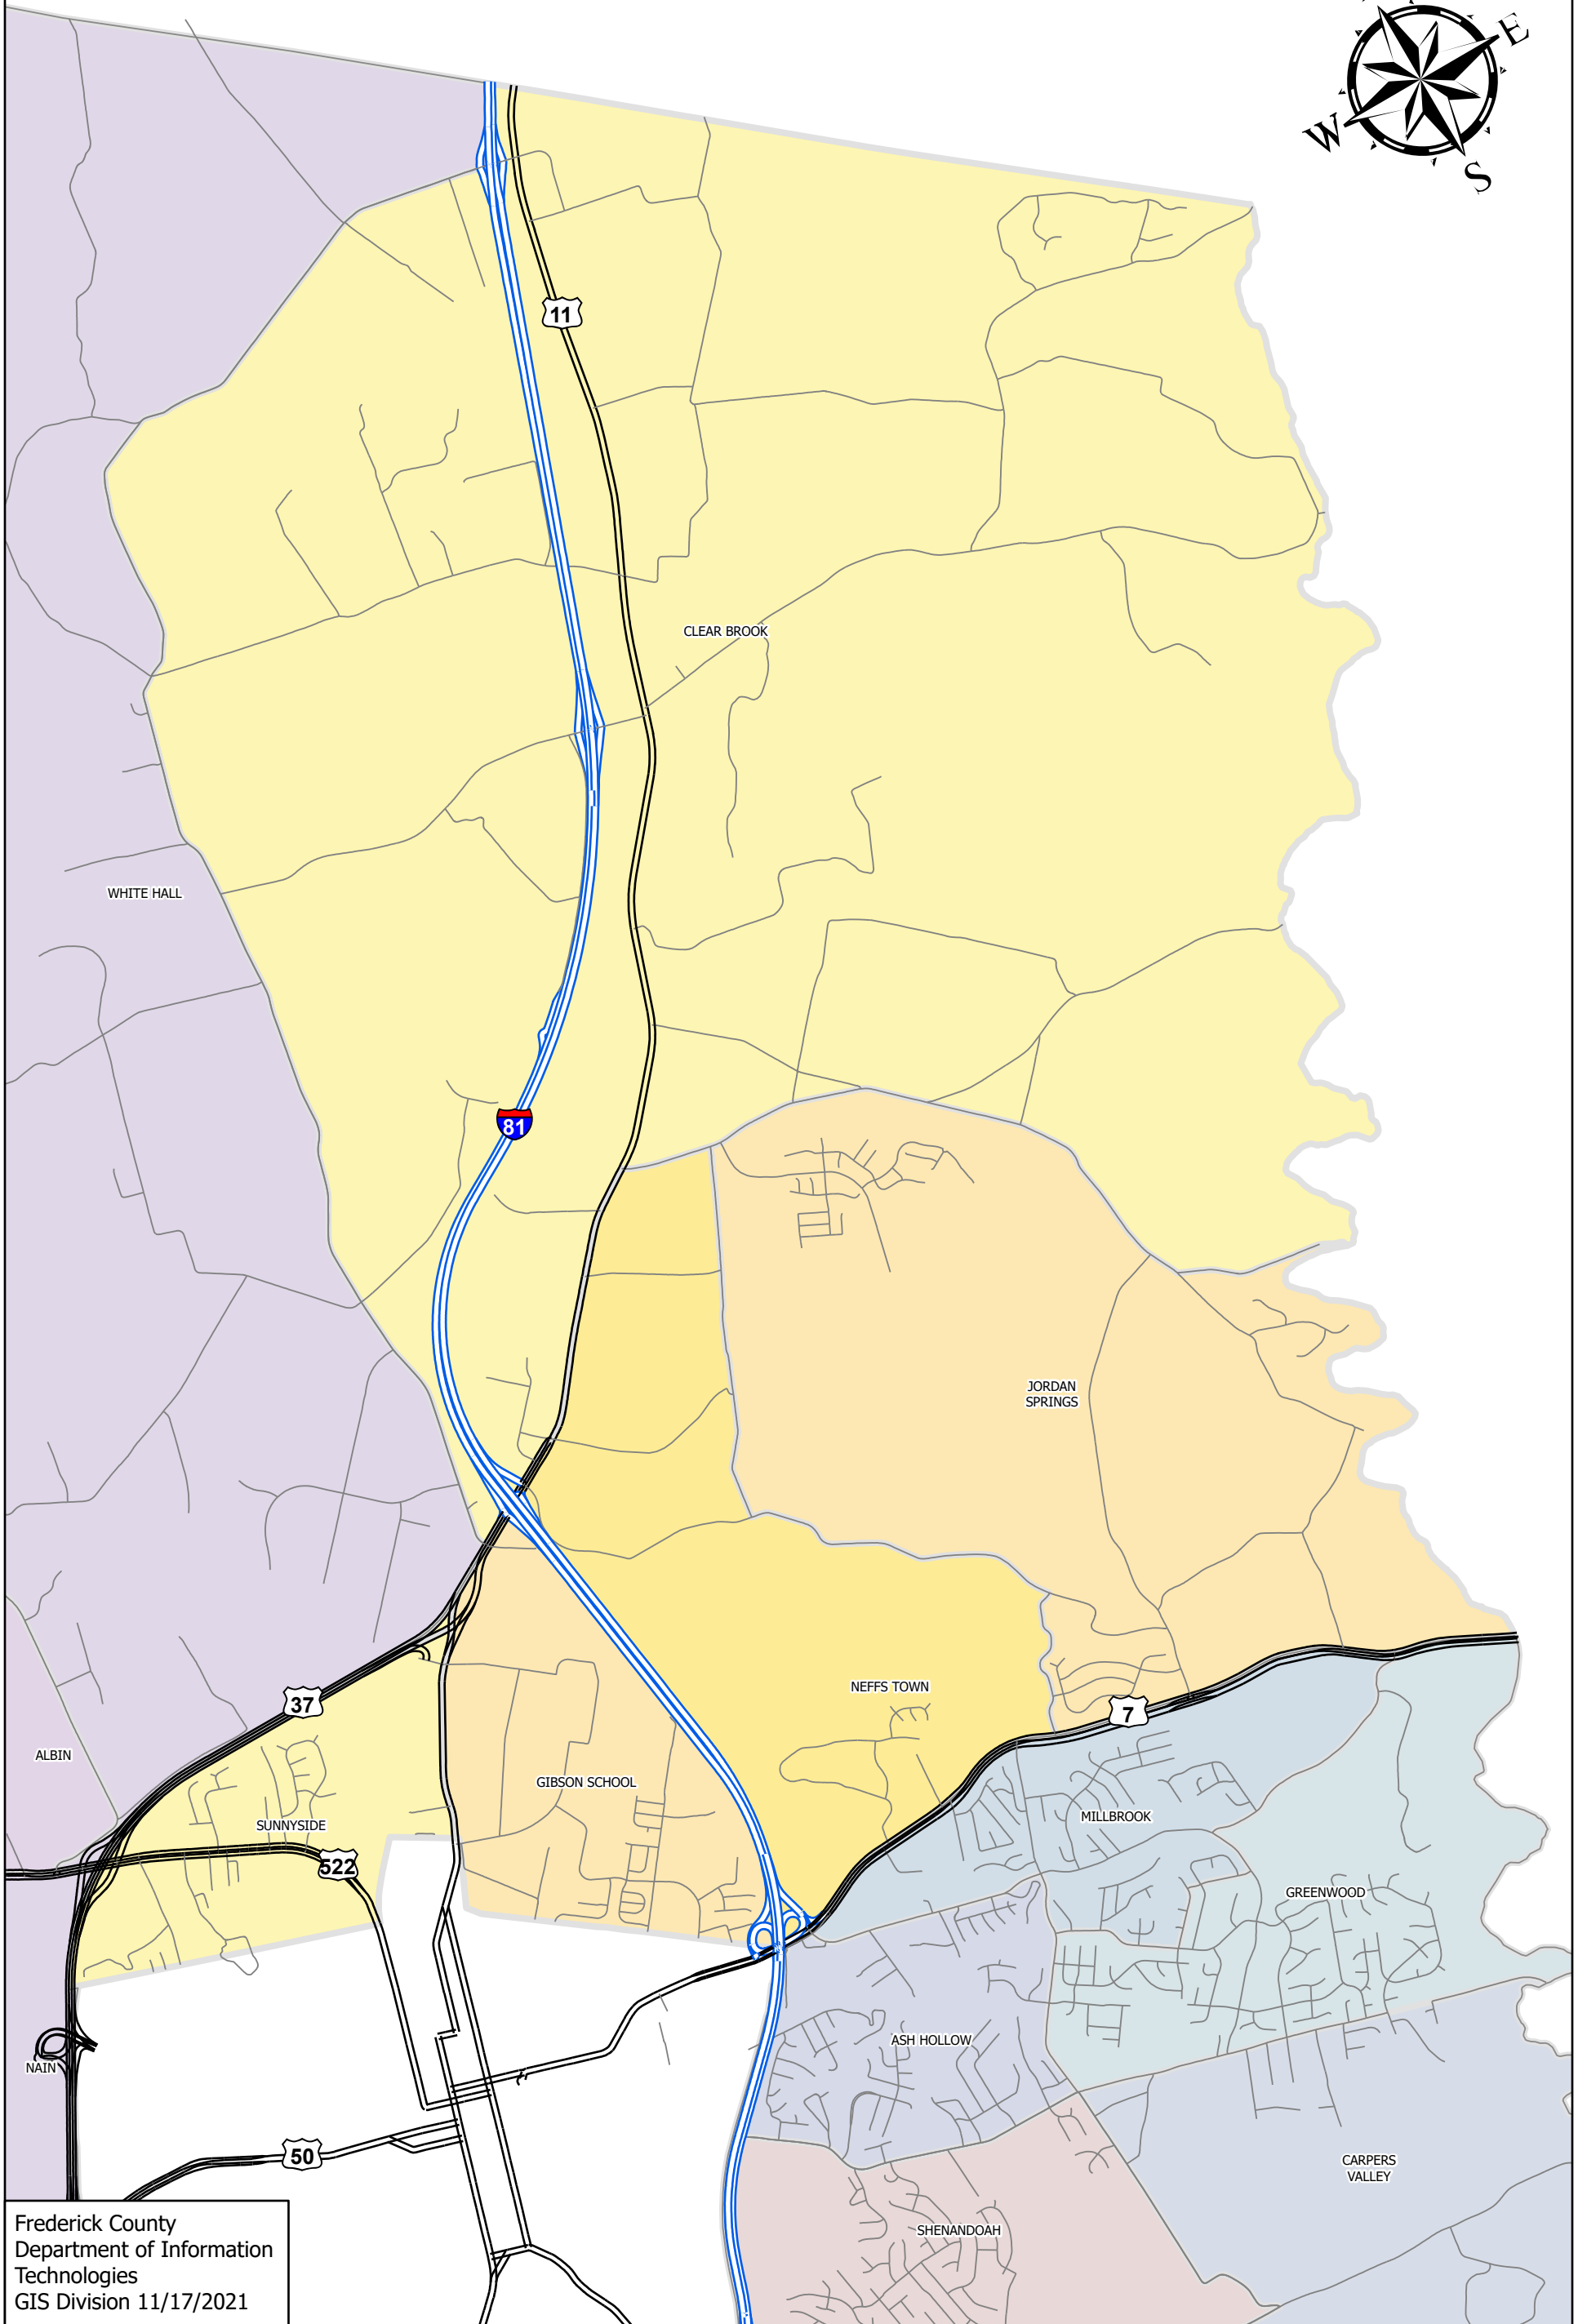 E
W
S
11
CLEAR BROOK
WHITE HALL
81
JORDAN
SPRINGS
NEFFS TOWN
37
7
ALBIN
GIBSON SCHOOL
MILLBROOK
SUNNYSIDE
522
GREENWOOD
ASH HOLLOW
NAIN
50
CARPERS
VALLEY
SHENANDOAH
Frederick County
Department of Information
Technologies
GIS Division 11/17/2021